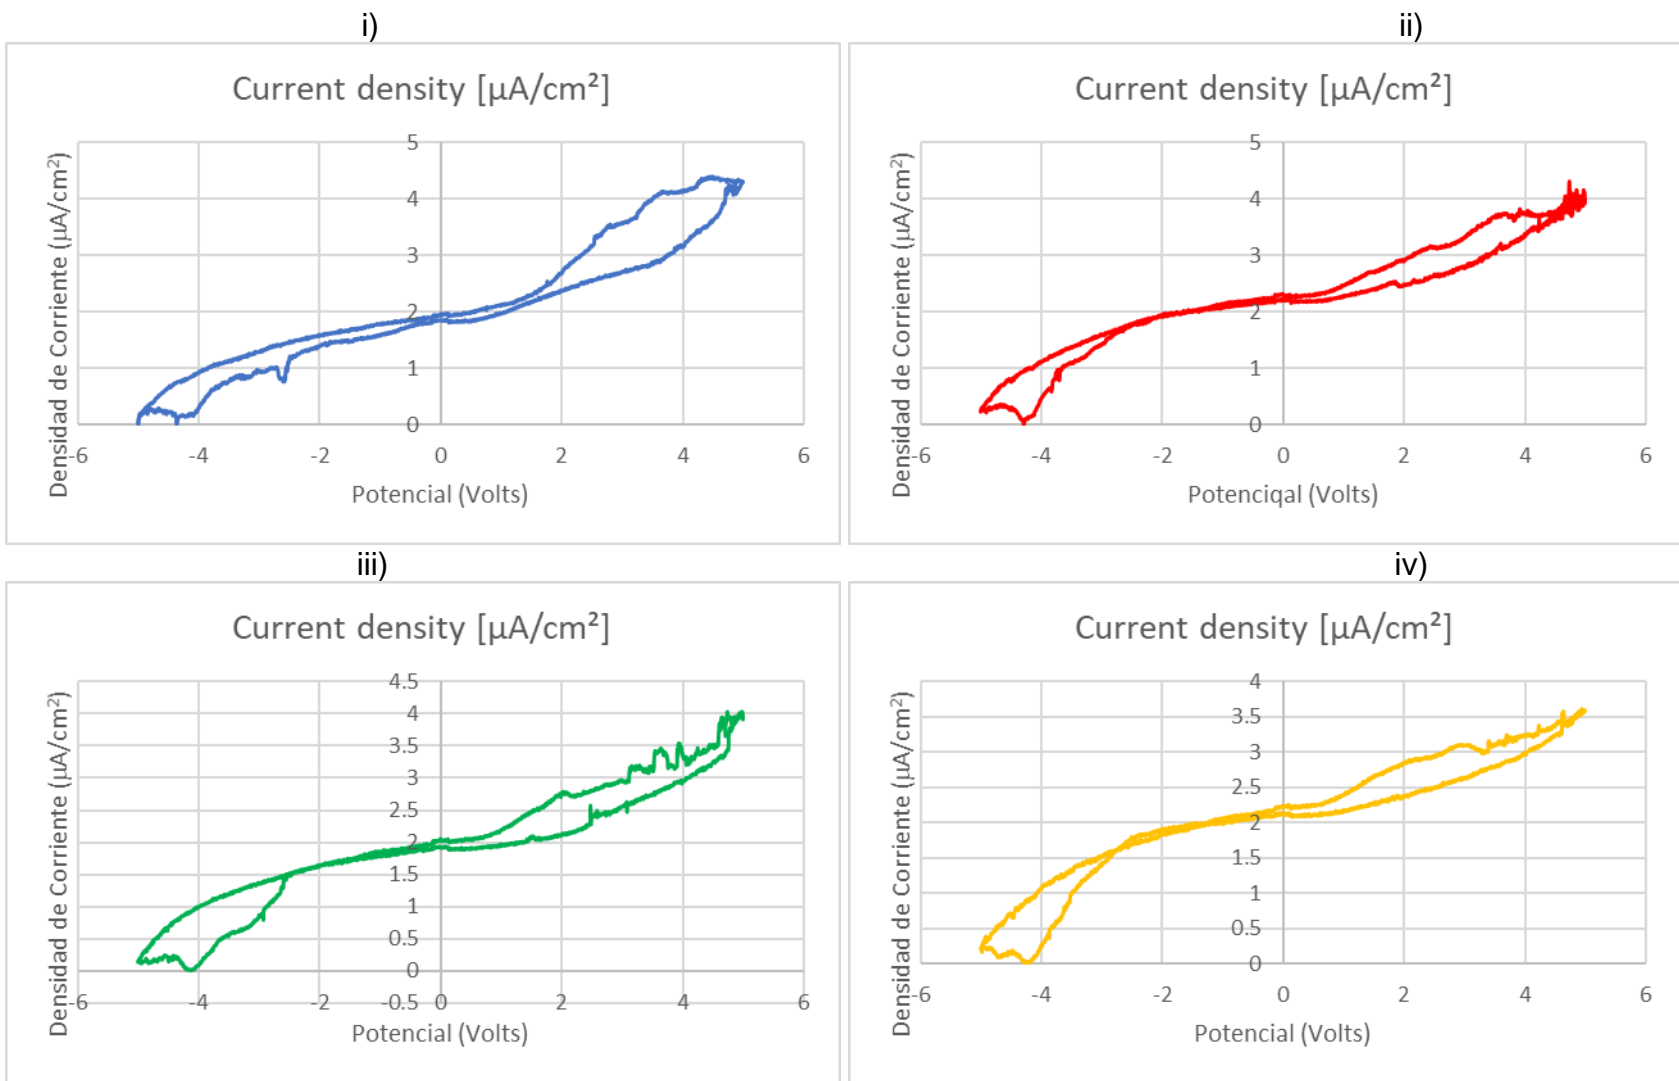 i)
Current density [µA/cm²]
Densidad de Corriente (µA/cm²)
5
4
3
2
1
0
-6 -4 -2 0 2 4 6
Potencial (Volts)
ii)
Current density [µA/cm²]
Densidad de Corriente (µA/cm²)
5
4
3
2
1
0
-6 -4 -2 0 2 4 6
Potenciqal (Volts)
iii)
Current density [µA/cm²]
Densidad de Corriente (µA/cm²)
4.5
4
3.5
3
2.5
2
1.5
1
0.5
0
-0.5
-6 -4 -2 0 2 4 6
Potencial (Volts)
iv)
Current density [µA/cm²]
Densidad de Corriente (µA/cm²)
4
3.5
3
2.5
2
1.5
1
0.5
0
-6 -4 -2 0 2 4 6
Potencial (Volts)